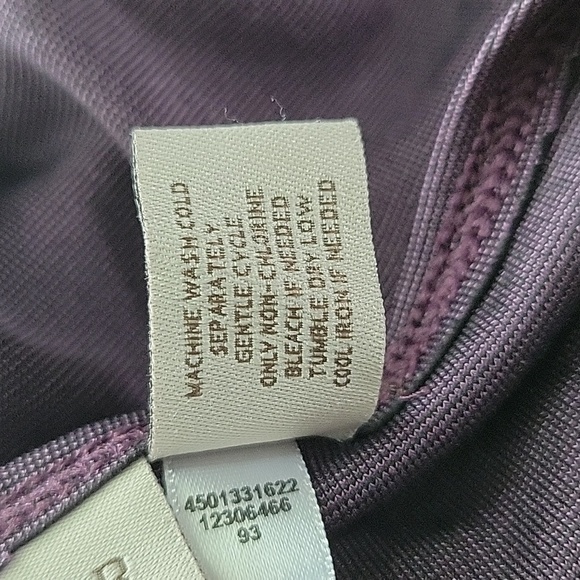 MACHINE WASH COLD
SEPARATELY
GENTLE CYCLE
ONLY NON-CHLORINE
BLEACH IF NEEDED
TUMBLE DRY LOW
COOL IRON IF NEEDED
4501331622
12306466
93